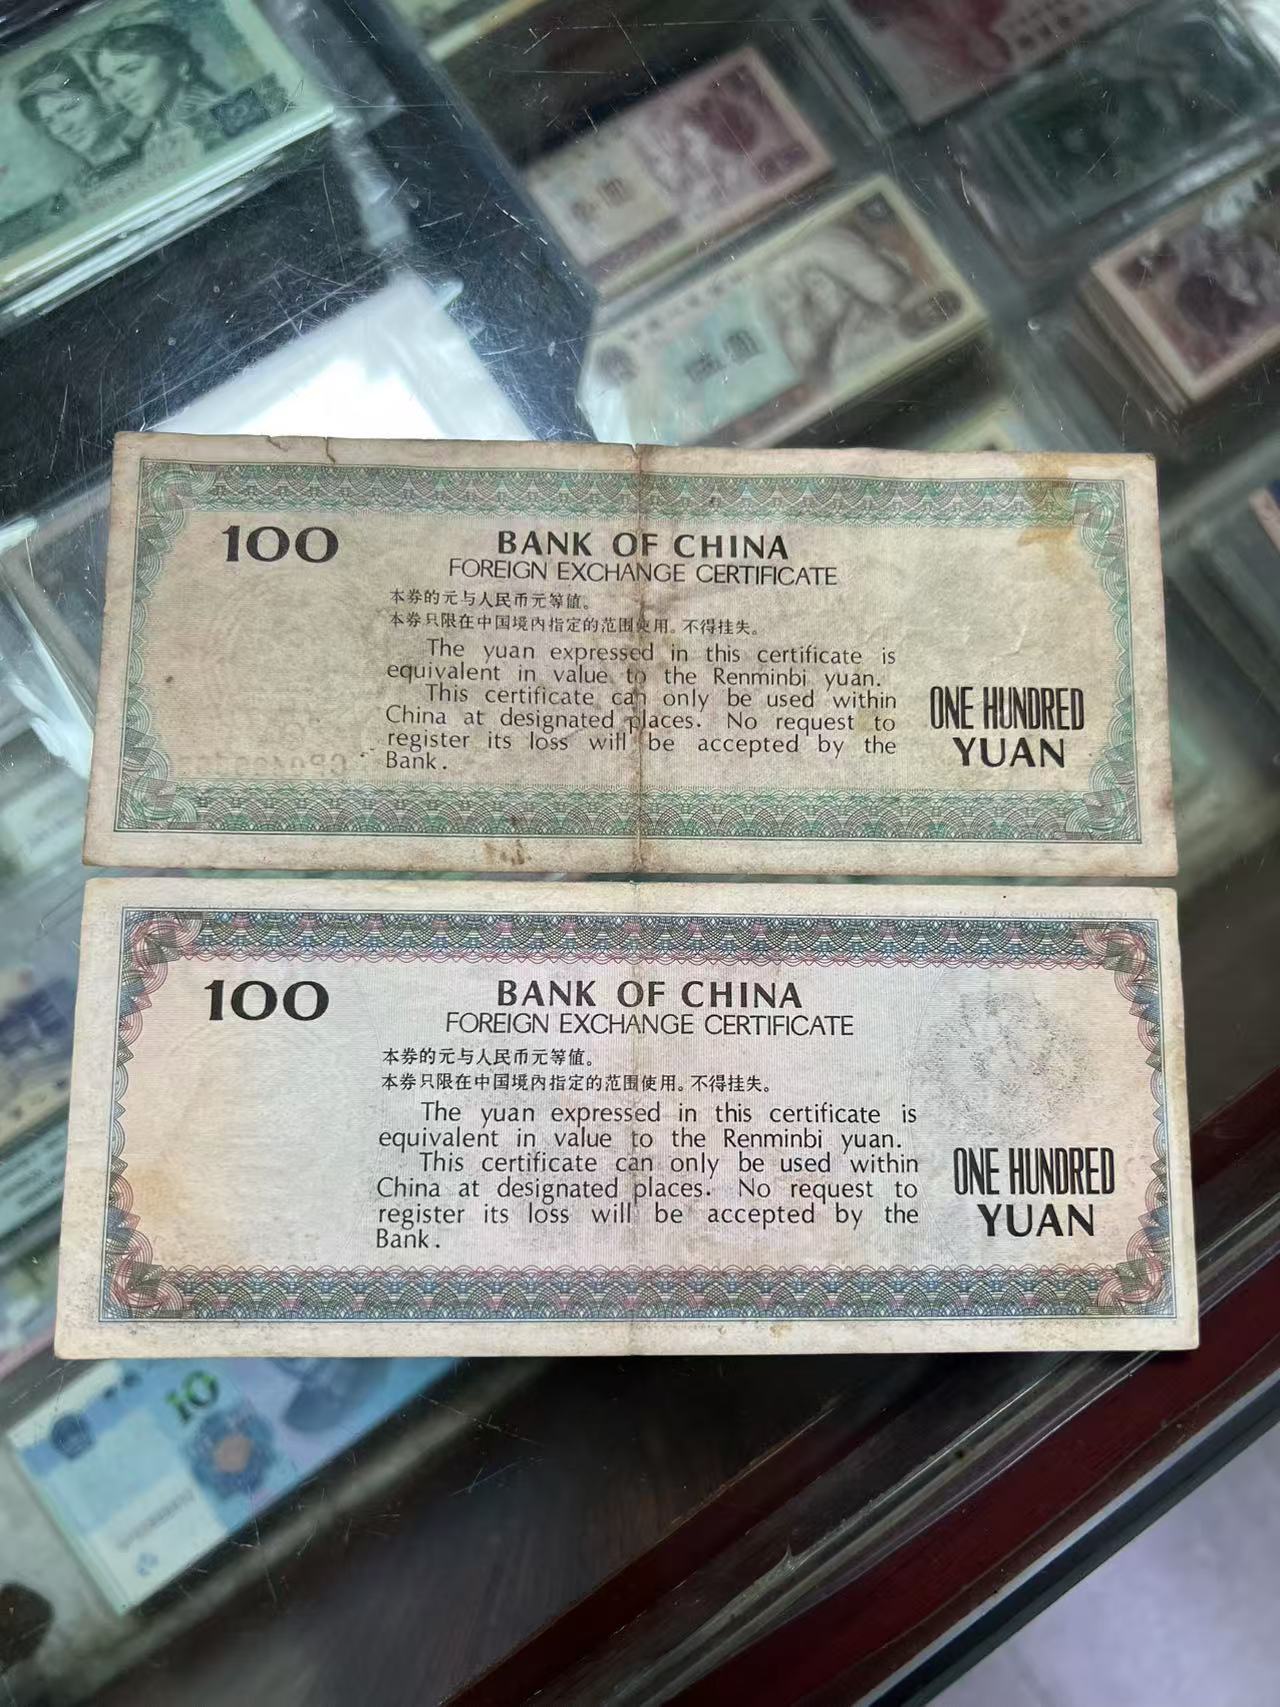 100
BANK OF CHINA
FOREIGN EXCHANGE CERTIFICATE
本券的元与人民币元等值。
本券只限在中国境内指定的范围使用。不得挂失。
The yuan expressed in this certificate is
equivalent in value to the Renminbi yuan.
This certificate can only be used within
China at designated places. No request to
register its loss will be accepted by the
Bank.
ONE HUNDRED
YUAN
100
BANK OF CHINA
FOREIGN EXCHANGE CERTIFICATE
本券的元与人民币元等值。
本券只限在中国境内指定的范围使用。不得挂失。
The yuan expressed in this certificate is
equivalent in value to the Renminbi yuan.
This certificate can only be used within
China at designated places. No request to
register its loss will be accepted by the
Bank.
ONE HUNDRED
YUAN
10